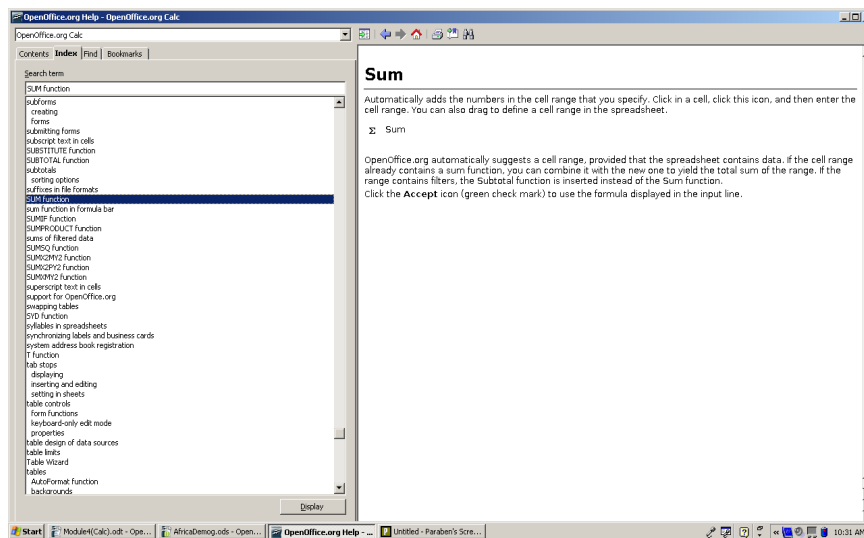 OpenOffice.org Help - OpenOffice.org Calc
OpenOffice.org Calc
Contents Index Find Bookmarks
Search term
SUM function
subforms
creating
forms
submitting forms
subscript text in cells
SUBSTITUTE function
SUBTOTAL function
subtotals
sorting options
suffixes in file formats
SUM function
sum function in formula bar
SUMIF function
SUMPRODUCT function
sums of filtered data
SUMSQ function
SUMX2MY2 function
SUMX2PY2 function
SUMXMY2 function
superscript text in cells
support for OpenOffice.org
swapping tables
SYD function
syllables in spreadsheets
synchronizing labels and business cards
system address book registration
T function
tab stops
displaying
inserting and editing
setting in sheets
table controls
form functions
keyboard-only edit mode
properties
table design of data sources
table limits
Table Wizard
tables
AutoFormat function
backgrounds
Display
Sum
Automatically adds the numbers in the cell range that you specify. Click in a cell, click this icon, and then enter the
cell range. You can also drag to define a cell range in the spreadsheet.
Σ Sum
OpenOffice.org automatically suggests a cell range, provided that the spreadsheet contains data. If the cell range
already contains a sum function, you can combine it with the new one to yield the total sum of the range. If the
range contains filters, the Subtotal function is inserted instead of the Sum function.
Click the Accept icon (green check mark) to use the formula displayed in the input line.
Start Module4(Calc).odt - Ope... AfricaDemog.ods - Open... OpenOffice.org Help - ... Untitled - Paraben's Scre... 10:31 AM